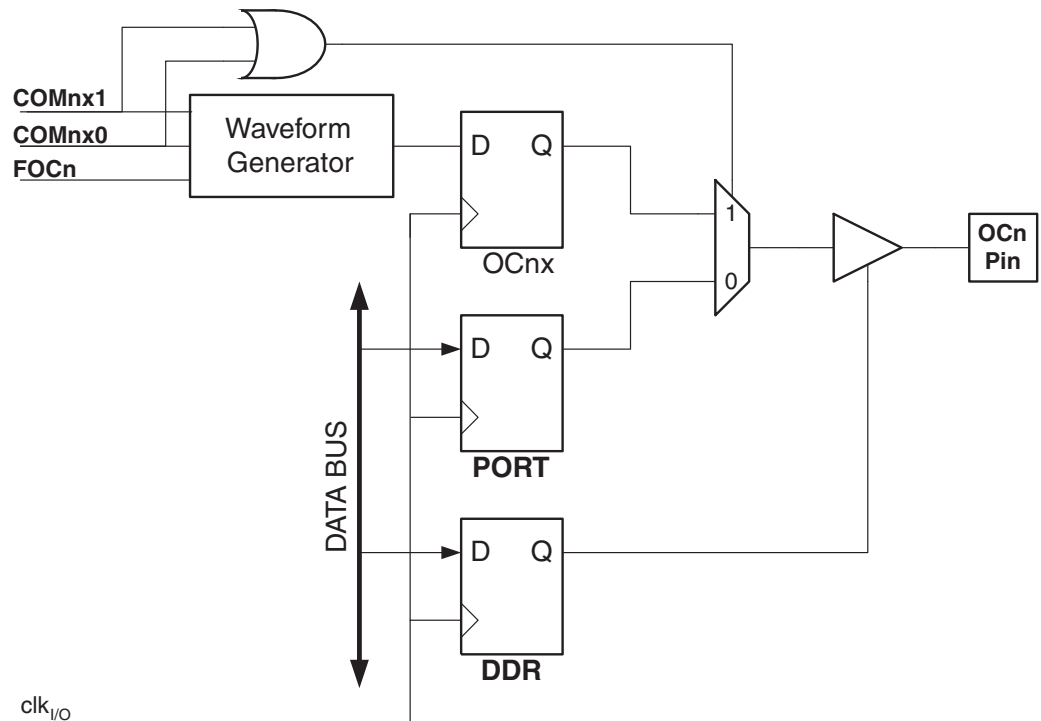 COMnx1
COMnx0
FOCn
Waveform
Generator
D Q
OCnx
1
0
OCn
Pin
D Q
PORT
DATA BUS
D Q
DDR
clkI/O